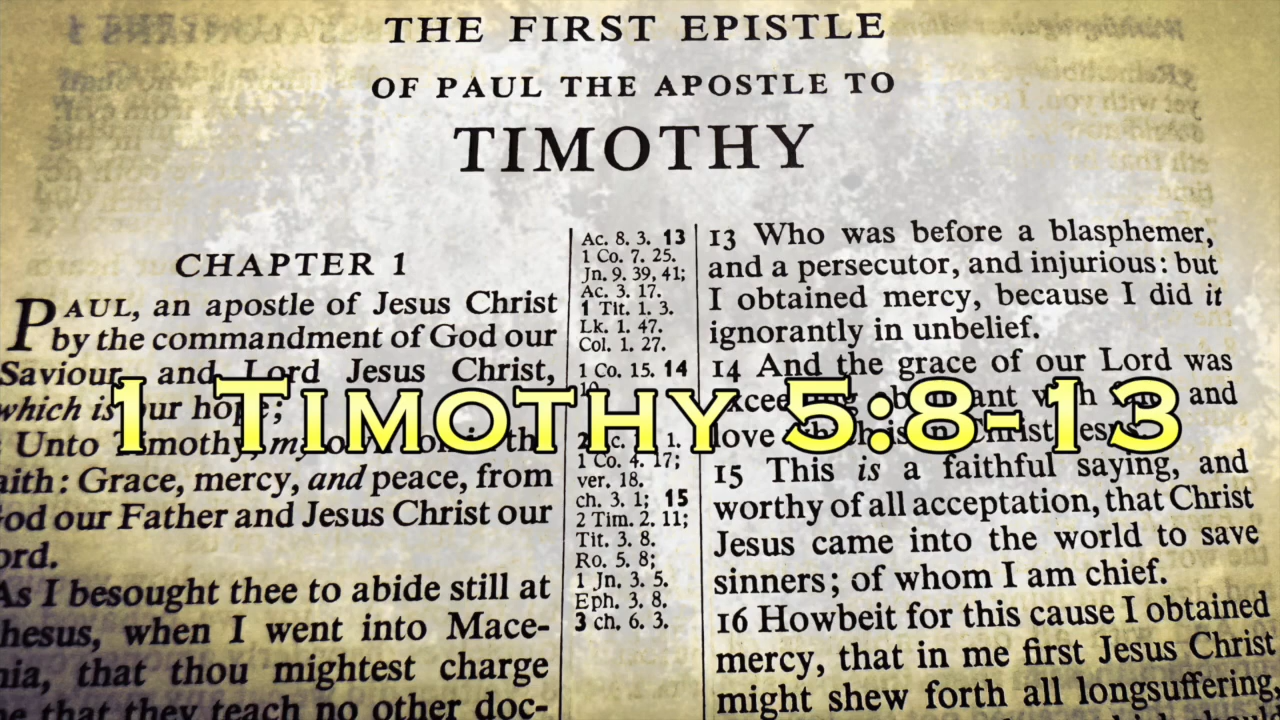 THE FIRST EPISTLE
OF PAUL THE APOSTLE TO
TIMOTHY
1 TIMOTHY 5:8-13
CHAPTER 1
PAUL, an apostle of Jesus Christ
by the commandment of God our
Saviour, and Lord Jesus Christ,
which is our hope;
Unto Timothy,
aith: Grace, mercy, and peace, from
God our Father and Jesus Christ our
ord.
As I besought thee to abide still at
hesus, when I went into Mace-
nia, that thou mightest charge
e that they teach no other doc-
Ac. 8. 3. 13
1 Co. 7. 25.
Jn. 9. 39, 41;
Ac. 3. 17.
1 Tit. 1. 3.
Lk. 1. 47.
Col. 1. 27.
1 Co. 15. 14
10.
1 Co. 4. 17;
ver. 18.
ch. 3. 1; 15
2 Tim. 2. 11;
Tit. 3. 8.
Ro. 5. 8;
1 Jn. 3. 5.
Eph. 3. 8.
3 ch. 6. 3.
13 Who was before a blasphemer,
and a persecutor, and injurious: but
I obtained mercy, because I did it
ignorantly in unbelief.
14 And the grace of our Lord was
and
love
15 This is a faithful saying, and
worthy of all acceptation, that Christ
Jesus came into the world to save
sinners; of whom I am chief.
16 Howbeit for this cause I obtained
mercy, that in me first Jesus Christ
might shew forth all longsuffering,